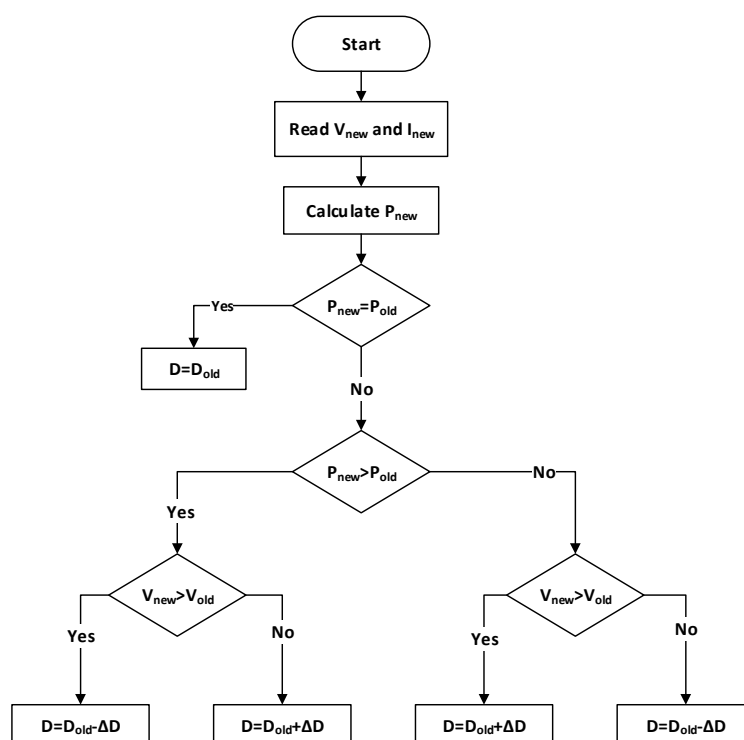 Start
Read Vnew and Inew
Calculate Pnew
Pnew=Pold
Yes
D=Dold
No
Pnew>Pold
Yes
No
Vnew>Vold
Vnew>Vold
Yes
No
Yes
No
D=Dold-ΔD
D=Dold+ΔD
D=Dold+ΔD
D=Dold-ΔD